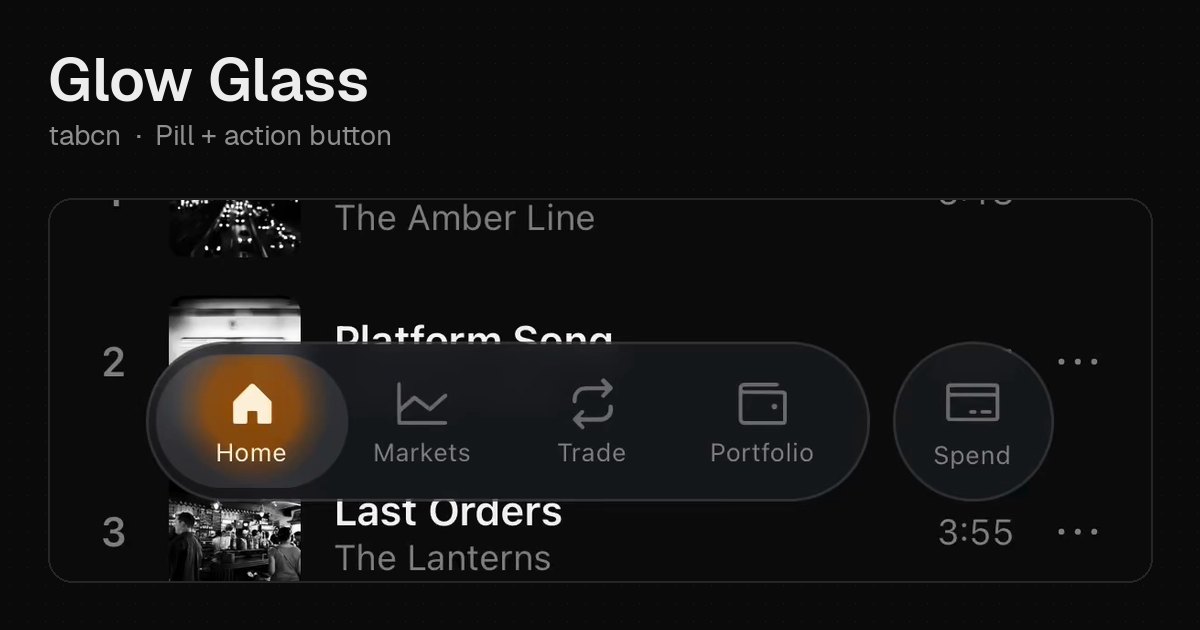 Glow Glass
tabcn · Pill + action button
The Amber Line
2
Platform Song
Home
Markets
Trade
Portfolio
Spend
3
Last Orders
The Lanterns
3:55